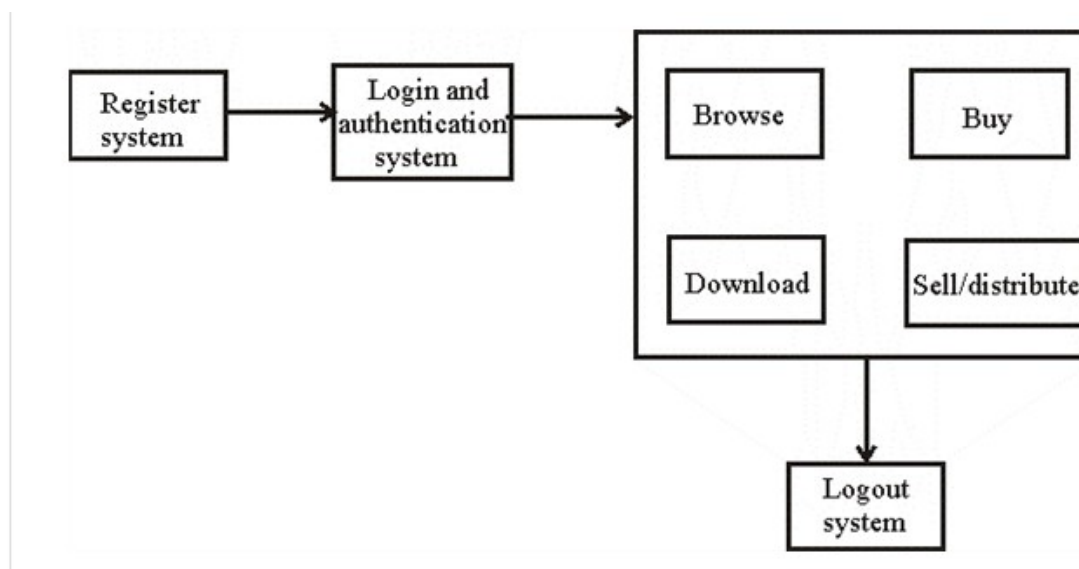 Register
system
Login and
authentication
system
Browse
Buy
Download
Sell/distribute
Logout
system